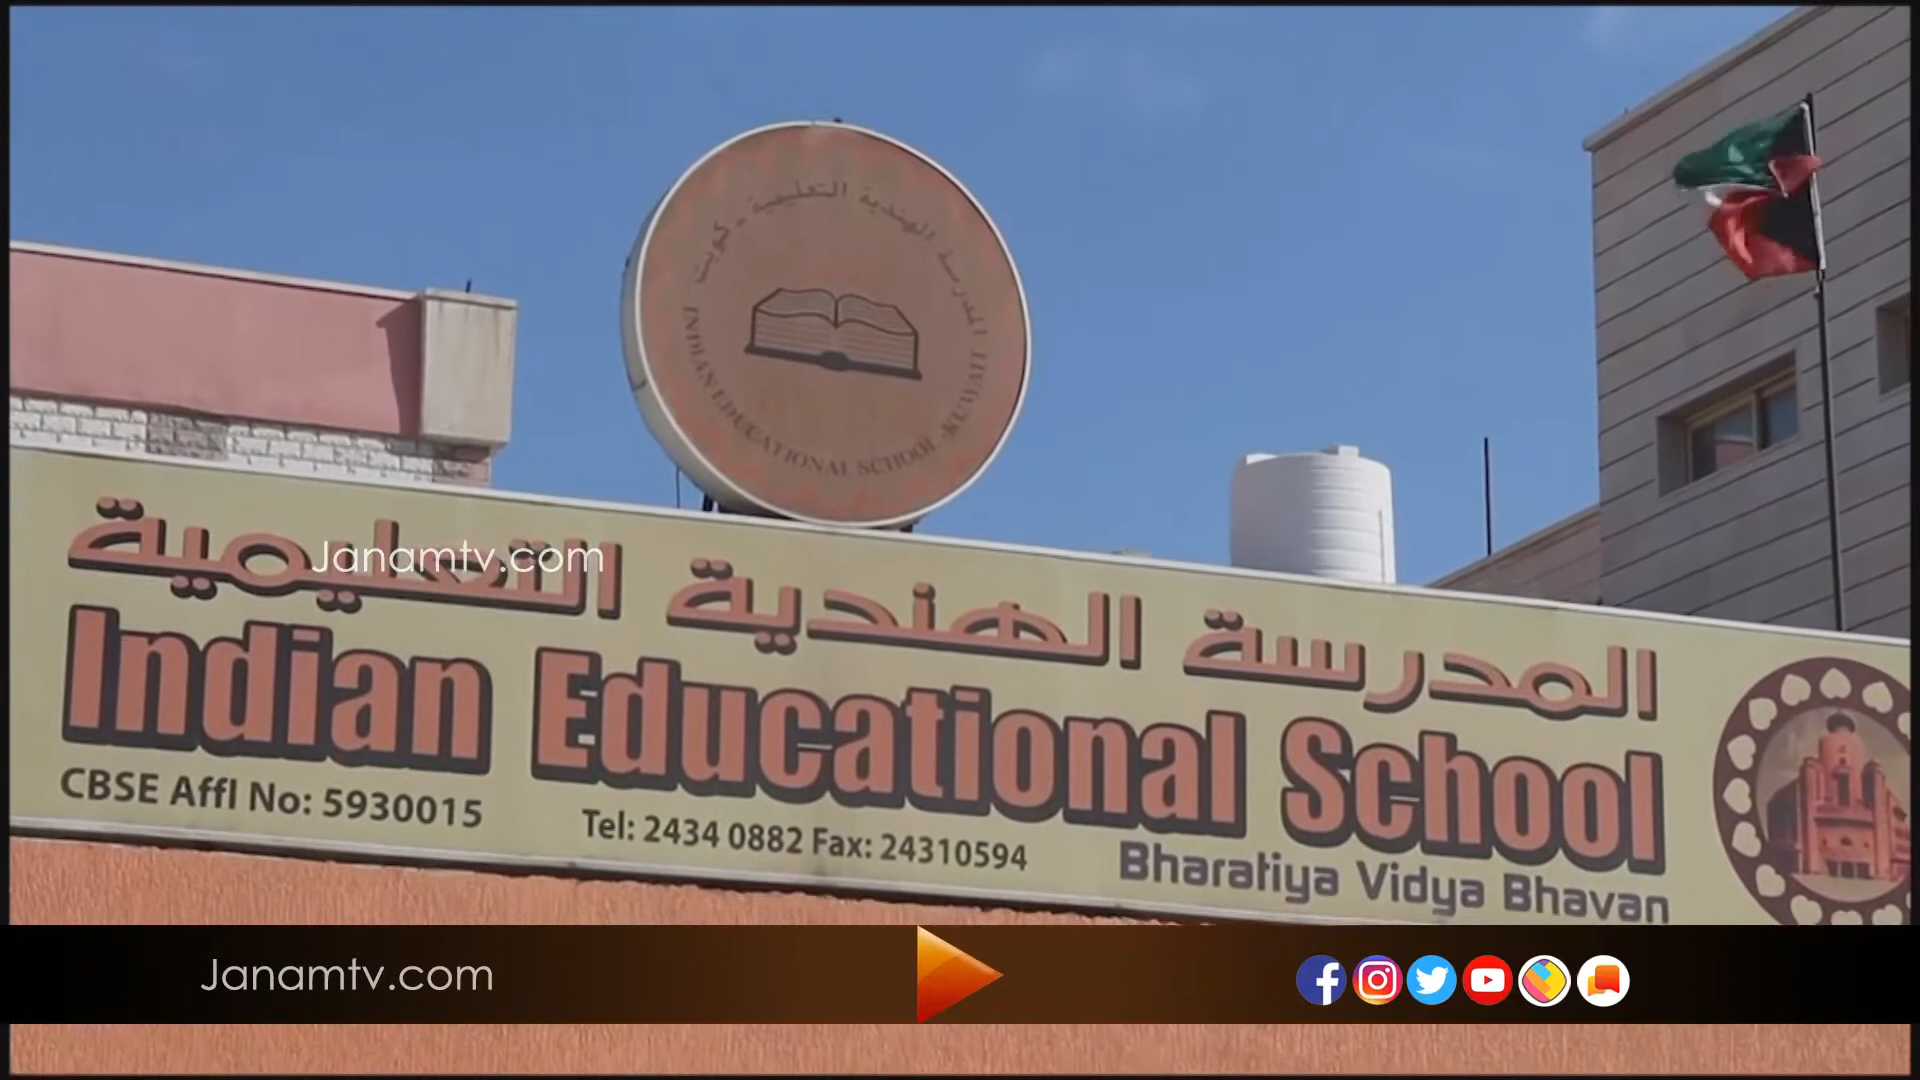 المدرسة الهندية التعليمية - كويت
INDIAN EDUCATIONAL SCHOOL - KUWAIT
المدرسة الهندية التعليمية
Janamtv.com
Indian Educational School
CBSE Affl No: 5930015
Tel: 2434 0882 Fax: 24310594
Bharatiya Vidya Bhavan
Janamtv.com